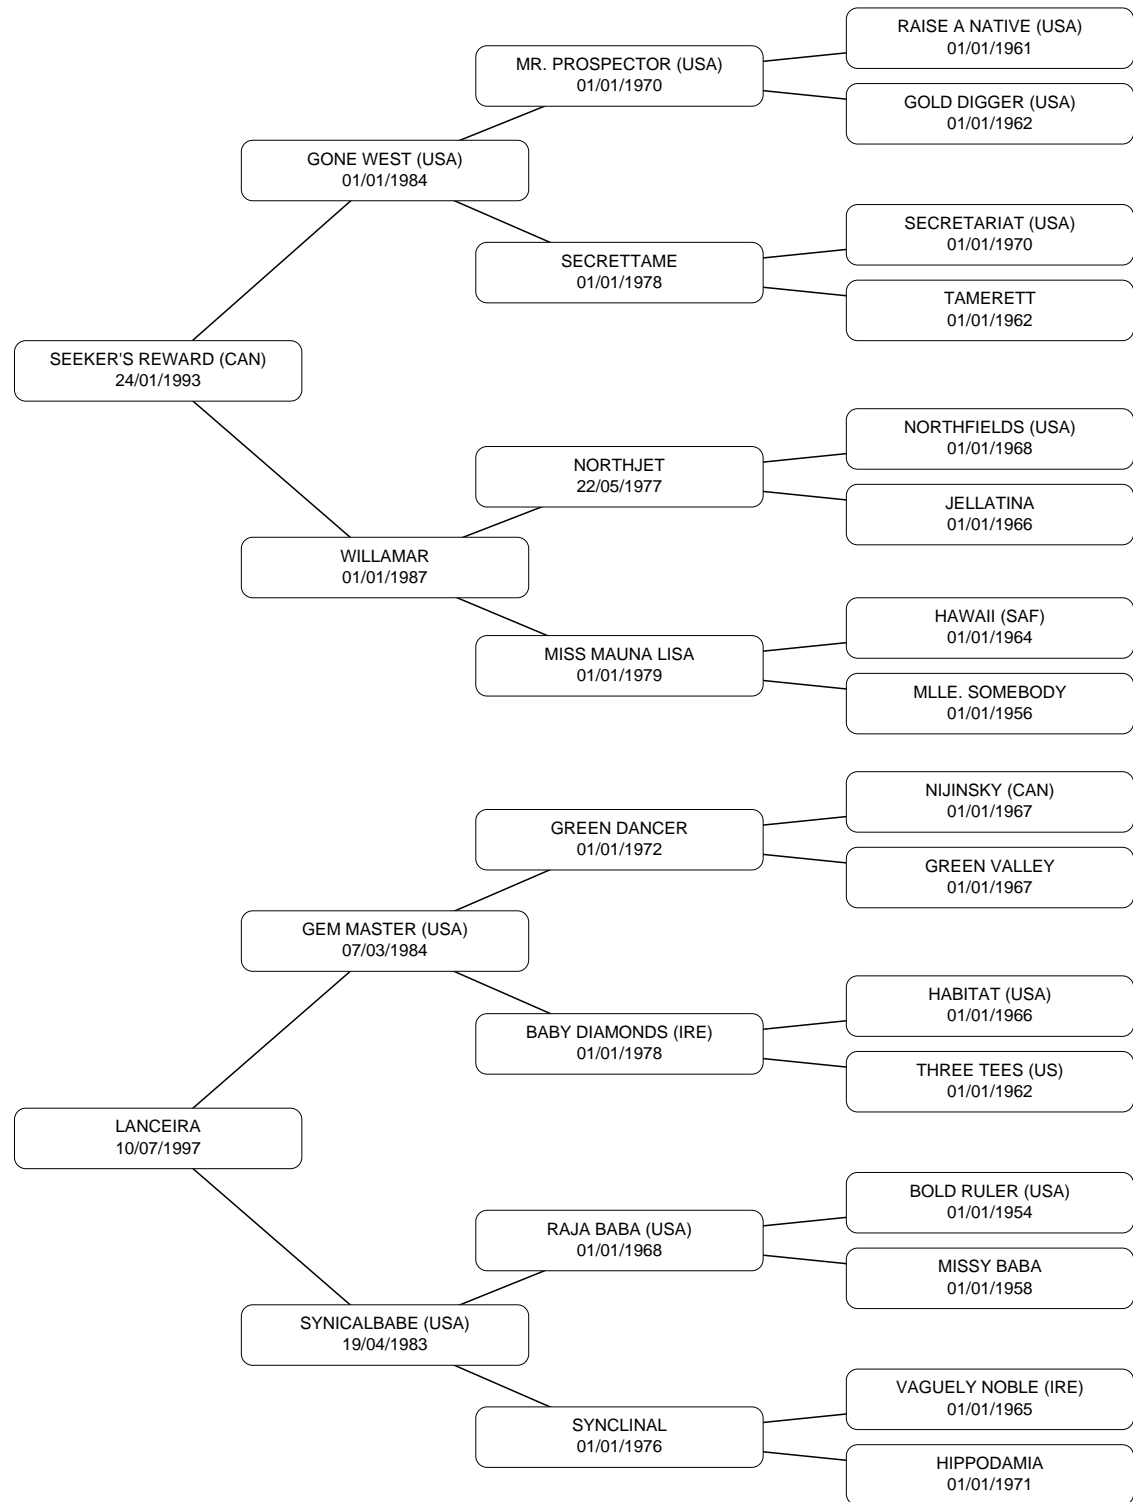 RAISE A NATIVE (USA)
01/01/1961
MR. PROSPECTOR (USA)
01/01/1970
GOLD DIGGER (USA)
01/01/1962
GONE WEST (USA)
01/01/1984
SECRETARIAT (USA)
01/01/1970
SECRETTAME
01/01/1978
TAMERETT
01/01/1962
SEEKER'S REWARD (CAN)
24/01/1993
NORTHFIELDS (USA)
01/01/1968
NORTHJET
22/05/1977
JELLATINA
01/01/1966
WILLAMAR
01/01/1987
HAWAII (SAF)
01/01/1964
MISS MAUNA LISA
01/01/1979
MLLE. SOMEBODY
01/01/1956
NIJINSKY (CAN)
01/01/1967
GREEN DANCER
01/01/1972
GREEN VALLEY
01/01/1967
GEM MASTER (USA)
07/03/1984
HABITAT (USA)
01/01/1966
BABY DIAMONDS (IRE)
01/01/1978
THREE TEES (US)
01/01/1962
LANCEIRA
10/07/1997
BOLD RULER (USA)
01/01/1954
RAJA BABA (USA)
01/01/1968
MISSY BABA
01/01/1958
SYNICALBABE (USA)
19/04/1983
VAGUELY NOBLE (IRE)
01/01/1965
SYNCLINAL
01/01/1976
HIPPODAMIA
01/01/1971